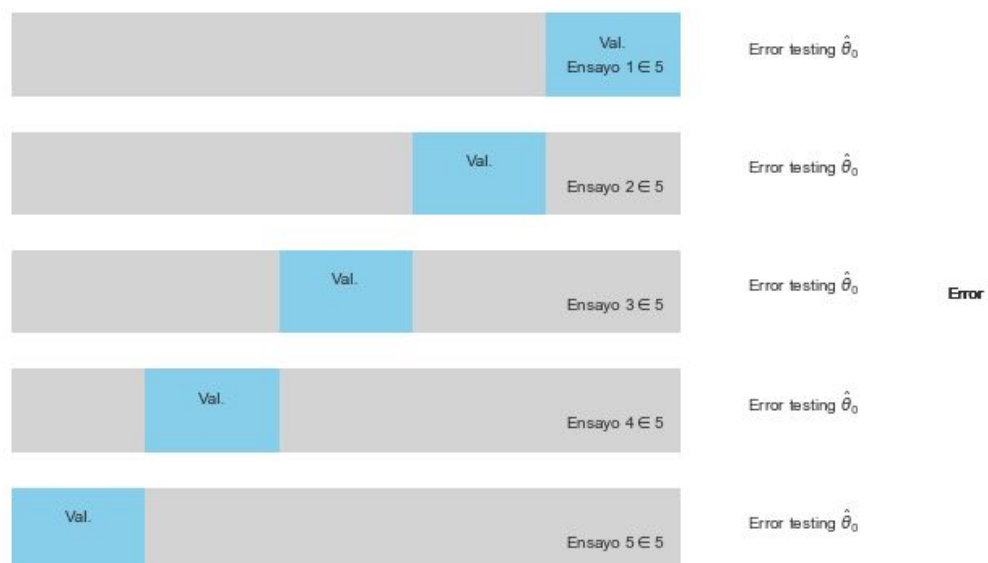 Val.
Ensayo 1 ∈ 5
Error testing θ̂₀
Val.
Ensayo 2 ∈ 5
Error testing θ̂₀
Val.
Ensayo 3 ∈ 5
Error testing θ̂₀
Error
Val.
Ensayo 4 ∈ 5
Error testing θ̂₀
Val.
Ensayo 5 ∈ 5
Error testing θ̂₀